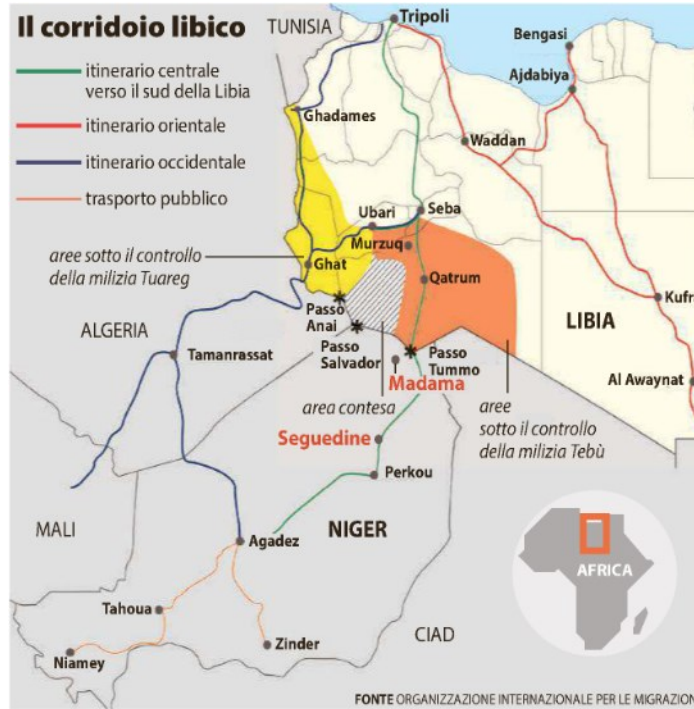 Il corridoio libico
itinerario centrale
verso il sud della Libia
itinerario orientale
itinerario occidentale
trasporto pubblico
TUNISIA
Tripoli
Bengasi
Ajdabiya
Ghadames
Waddan
Ubari
Seba
Murzuq
aree sotto il controllo
della milizia Tuareg
Ghat
Qatrum
Passo
Anai
Kufr
LIBIA
ALGERIA
Tamanrassat
Passo
Salvador
Passo
Tummo
Madama
Al Awaynat
area contesa
aree
sotto il controllo
della milizia Tebù
Seguedine
Perkou
MALI
NIGER
Agadez
AFRICA
Tahoua
Zinder
CIAD
Niamey
FONTE ORGANIZZAZIONE INTERNAZIONALE PER LE MIGRAZION